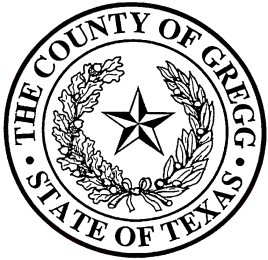 THE COUNTY OF GREGG
• STATE OF TEXAS •